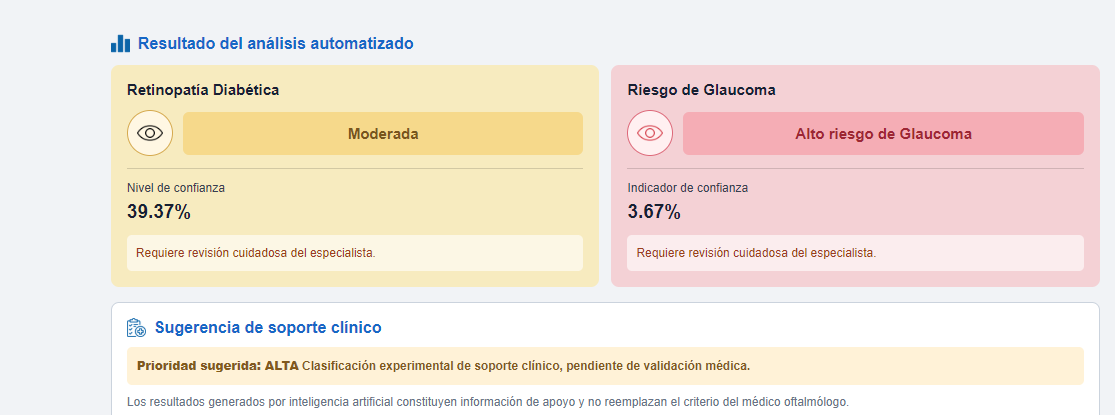 Resultado del análisis automatizado
Retinopatía Diabética
Moderada
Nivel de confianza
39.37%
Requiere revisión cuidadosa del especialista.
Riesgo de Glaucoma
Alto riesgo de Glaucoma
Indicador de confianza
3.67%
Requiere revisión cuidadosa del especialista.
Sugerencia de soporte clínico
Prioridad sugerida: ALTA Clasificación experimental de soporte clínico, pendiente de validación médica.
Los resultados generados por inteligencia artificial constituyen información de apoyo y no reemplazan el criterio del médico oftalmólogo.